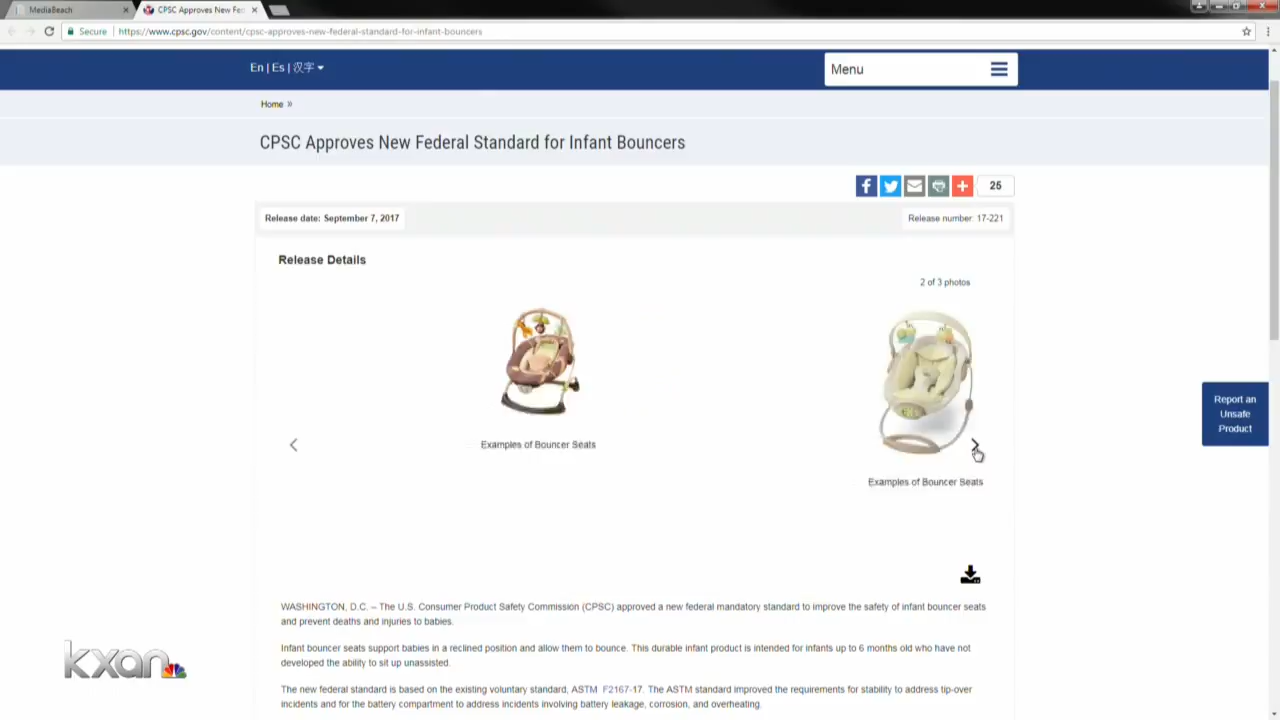 MediaBeach
CPSC Approves New Fed
Secure https://www.cpsc.gov/content/cpsc-approves-new-federal-standard-for-infant-bouncers
En | Es | 汉字
Menu
Home »
CPSC Approves New Federal Standard for Infant Bouncers
25
Release date: September 7, 2017
Release number: 17-221
Release Details
2 of 3 photos
Examples of Bouncer Seats
Examples of Bouncer Seats
Report an
Unsafe
Product
WASHINGTON, D.C. – The U.S. Consumer Product Safety Commission (CPSC) approved a new federal mandatory standard to improve the safety of infant bouncer seats
and prevent deaths and injuries to babies.
Infant bouncer seats support babies in a reclined position and allow them to bounce. This durable infant product is intended for infants up to 6 months old who have not
developed the ability to sit up unassisted.
The new federal standard is based on the existing voluntary standard, ASTM F2167-17. The ASTM standard improved the requirements for stability to address tip-over
incidents and for the battery compartment to address incidents involving battery leakage, corrosion, and overheating.
kxan